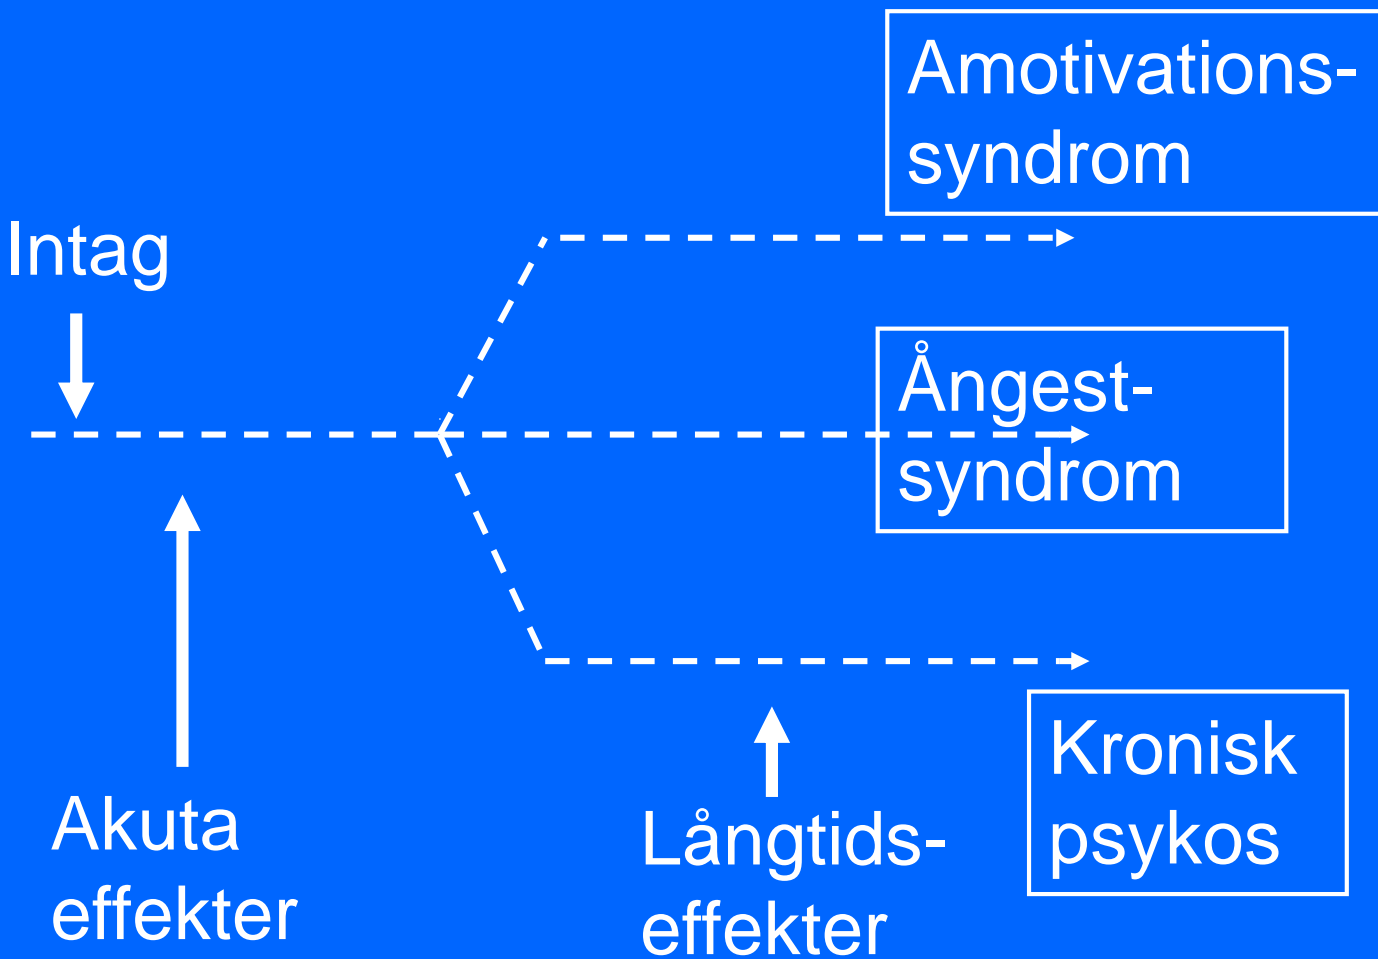 Amotivations-
syndrom
Intag
Ångest-
syndrom
Kronisk
psykos
Akuta
effekter
Långtids-
effekter